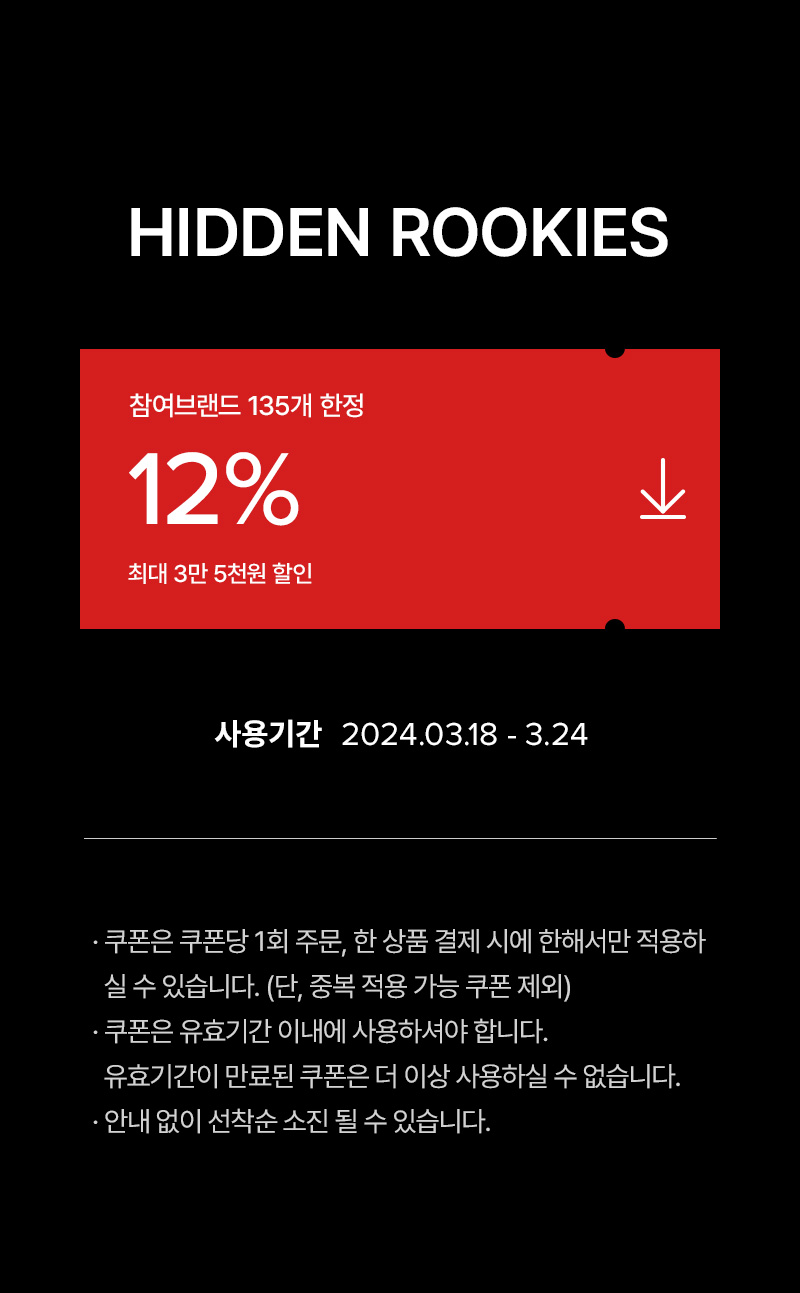 HIDDEN ROOKIES
참여브랜드 135개 한정
12%
최대 3만 5천원 할인
사용기간 2024.03.18 - 3.24
· 쿠폰은 쿠폰당 1회 주문, 한 상품 결제 시에 한해서만 적용하
실 수 있습니다. (단, 중복 적용 가능 쿠폰 제외)
· 쿠폰은 유효기간 이내에 사용하셔야 합니다.
유효기간이 만료된 쿠폰은 더 이상 사용하실 수 없습니다.
· 안내 없이 선착순 소진 될 수 있습니다.